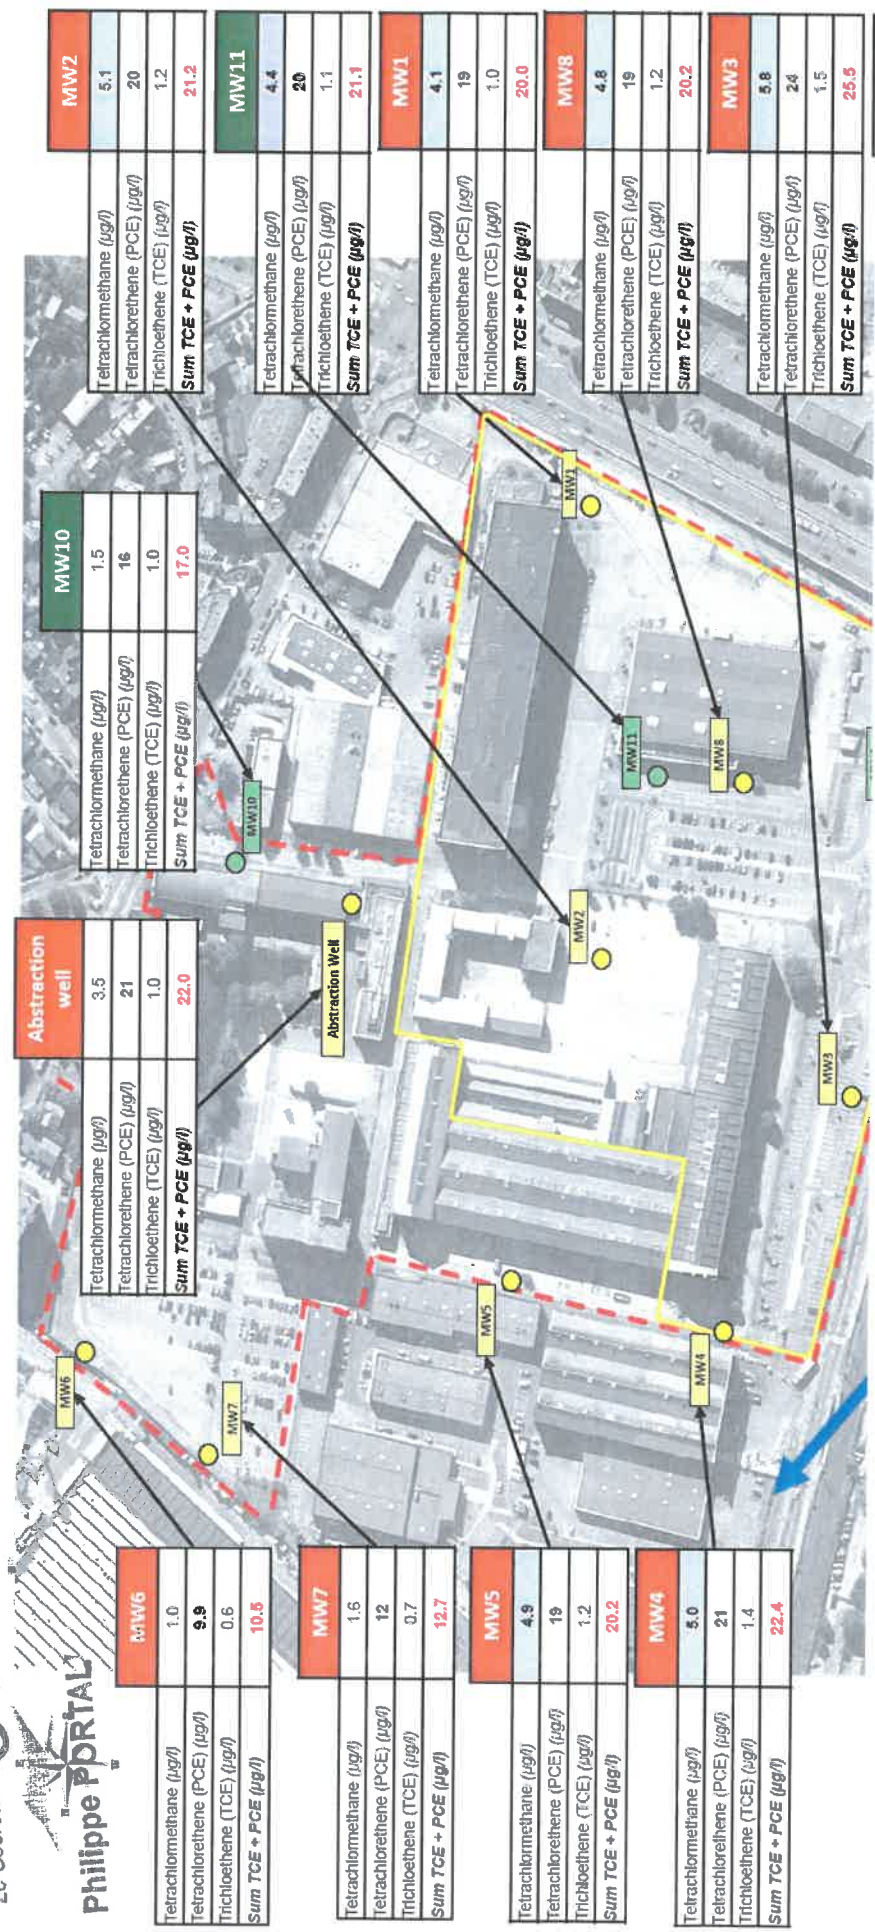 Philippe PORTAL
MW6
Tetrachlormethane (µg/l) 1.0
Tetrachlorethene (PCE) (µg/l) 9.9
Trichloethene (TCE) (µg/l) 0.6
Sum TCE + PCE (µg/l) 10.5
MW7
Tetrachlormethane (µg/l) 1.6
Tetrachlorethene (PCE) (µg/l) 12
Trichloethene (TCE) (µg/l) 0.7
Sum TCE + PCE (µg/l) 12.7
MW5
Tetrachlormethane (µg/l) 4.9
Tetrachlorethene (PCE) (µg/l) 19
Trichloethene (TCE) (µg/l) 1.2
Sum TCE + PCE (µg/l) 20.2
MW4
Tetrachlormethane (µg/l) 5.0
Tetrachlorethene (PCE) (µg/l) 21
Trichloethene (TCE) (µg/l) 1.4
Sum TCE + PCE (µg/l) 22.4
Abstraction
well
Tetrachlormethane (µg/l) 3.5
Tetrachlorethene (PCE) (µg/l) 21
Trichloethene (TCE) (µg/l) 1.0
Sum TCE + PCE (µg/l) 22.0
MW10
Tetrachlormethane (µg/l) 1.5
Tetrachlorethene (PCE) (µg/l) 16
Trichloethene (TCE) (µg/l) 1.0
Sum TCE + PCE (µg/l) 17.0
MW2
Tetrachlormethane (µg/l) 5.1
Tetrachlorethene (PCE) (µg/l) 20
Trichloethene (TCE) (µg/l) 1.2
Sum TCE + PCE (µg/l) 21.2
MW11
Tetrachlormethane (µg/l) 4.4
Tetrachlorethene (PCE) (µg/l) 20
Trichloethene (TCE) (µg/l) 1.1
Sum TCE + PCE (µg/l) 21.1
MW1
Tetrachlormethane (µg/l) 4.1
Tetrachlorethene (PCE) (µg/l) 19
Trichloethene (TCE) (µg/l) 1.0
Sum TCE + PCE (µg/l) 20.0
MW8
Tetrachlormethane (µg/l) 4.8
Tetrachlorethene (PCE) (µg/l) 19
Trichloethene (TCE) (µg/l) 1.2
Sum TCE + PCE (µg/l) 20.2
MW3
Tetrachlormethane (µg/l) 5.8
Tetrachlorethene (PCE) (µg/l) 24
Trichloethene (TCE) (µg/l) 1.5
Sum TCE + PCE (µg/l) 25.5
MW6
MW7
MW5
MW4
Abstraction Well
MW10
MW2
MW11
MW1
MW8
MW3